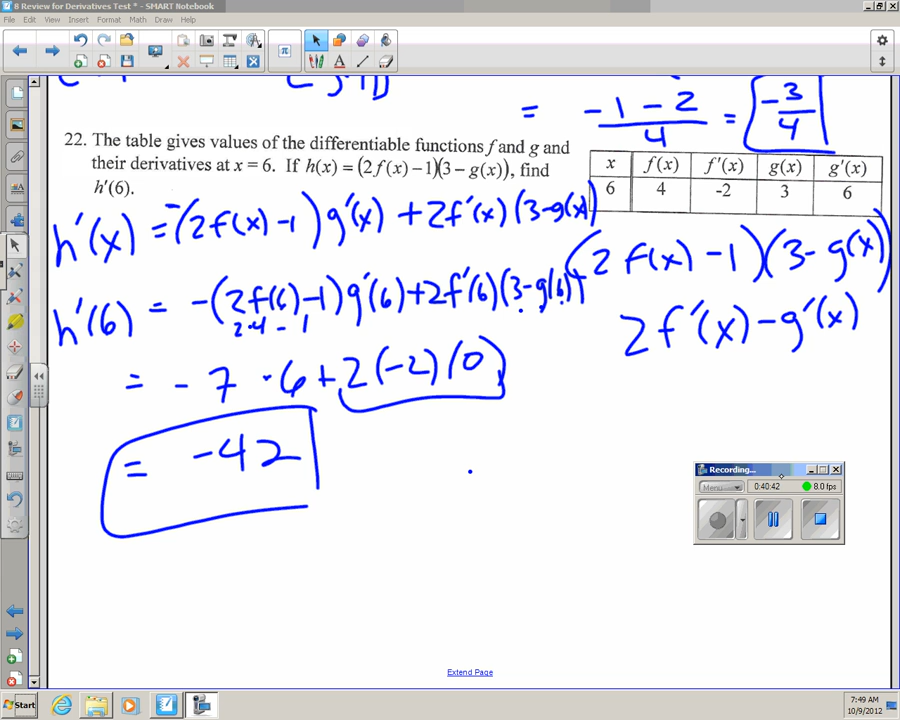 8 Review for Derivatives Test * - SMART Notebook
File Edit View Insert Format Math Draw Help
= -1 - 2 / 4 = -3/4
22. The table gives values of the differentiable functions f and g and
their derivatives at x = 6. If h(x) = (2f(x) −1)(3 − g(x)), find
h′(6).
x f(x) f′(x) g(x) g′(x)
6 4 -2 3 6
h'(x) = -(2f(x) - 1) g'(x) + 2f'(x) (3 - g(x))
(2f(x) - 1)(3 - g(x))
h'(6) = -(2f(6) - 1) g'(6) + 2f'(6) (3 - g(6))
2·4 - 1
2f'(x) - g'(x)
= - 7 · 6 + 2(-2)(0)
= -42
Recording...
Menu
0:40:42 8.0 fps
Extend Page
Start
7:49 AM
10/9/2012